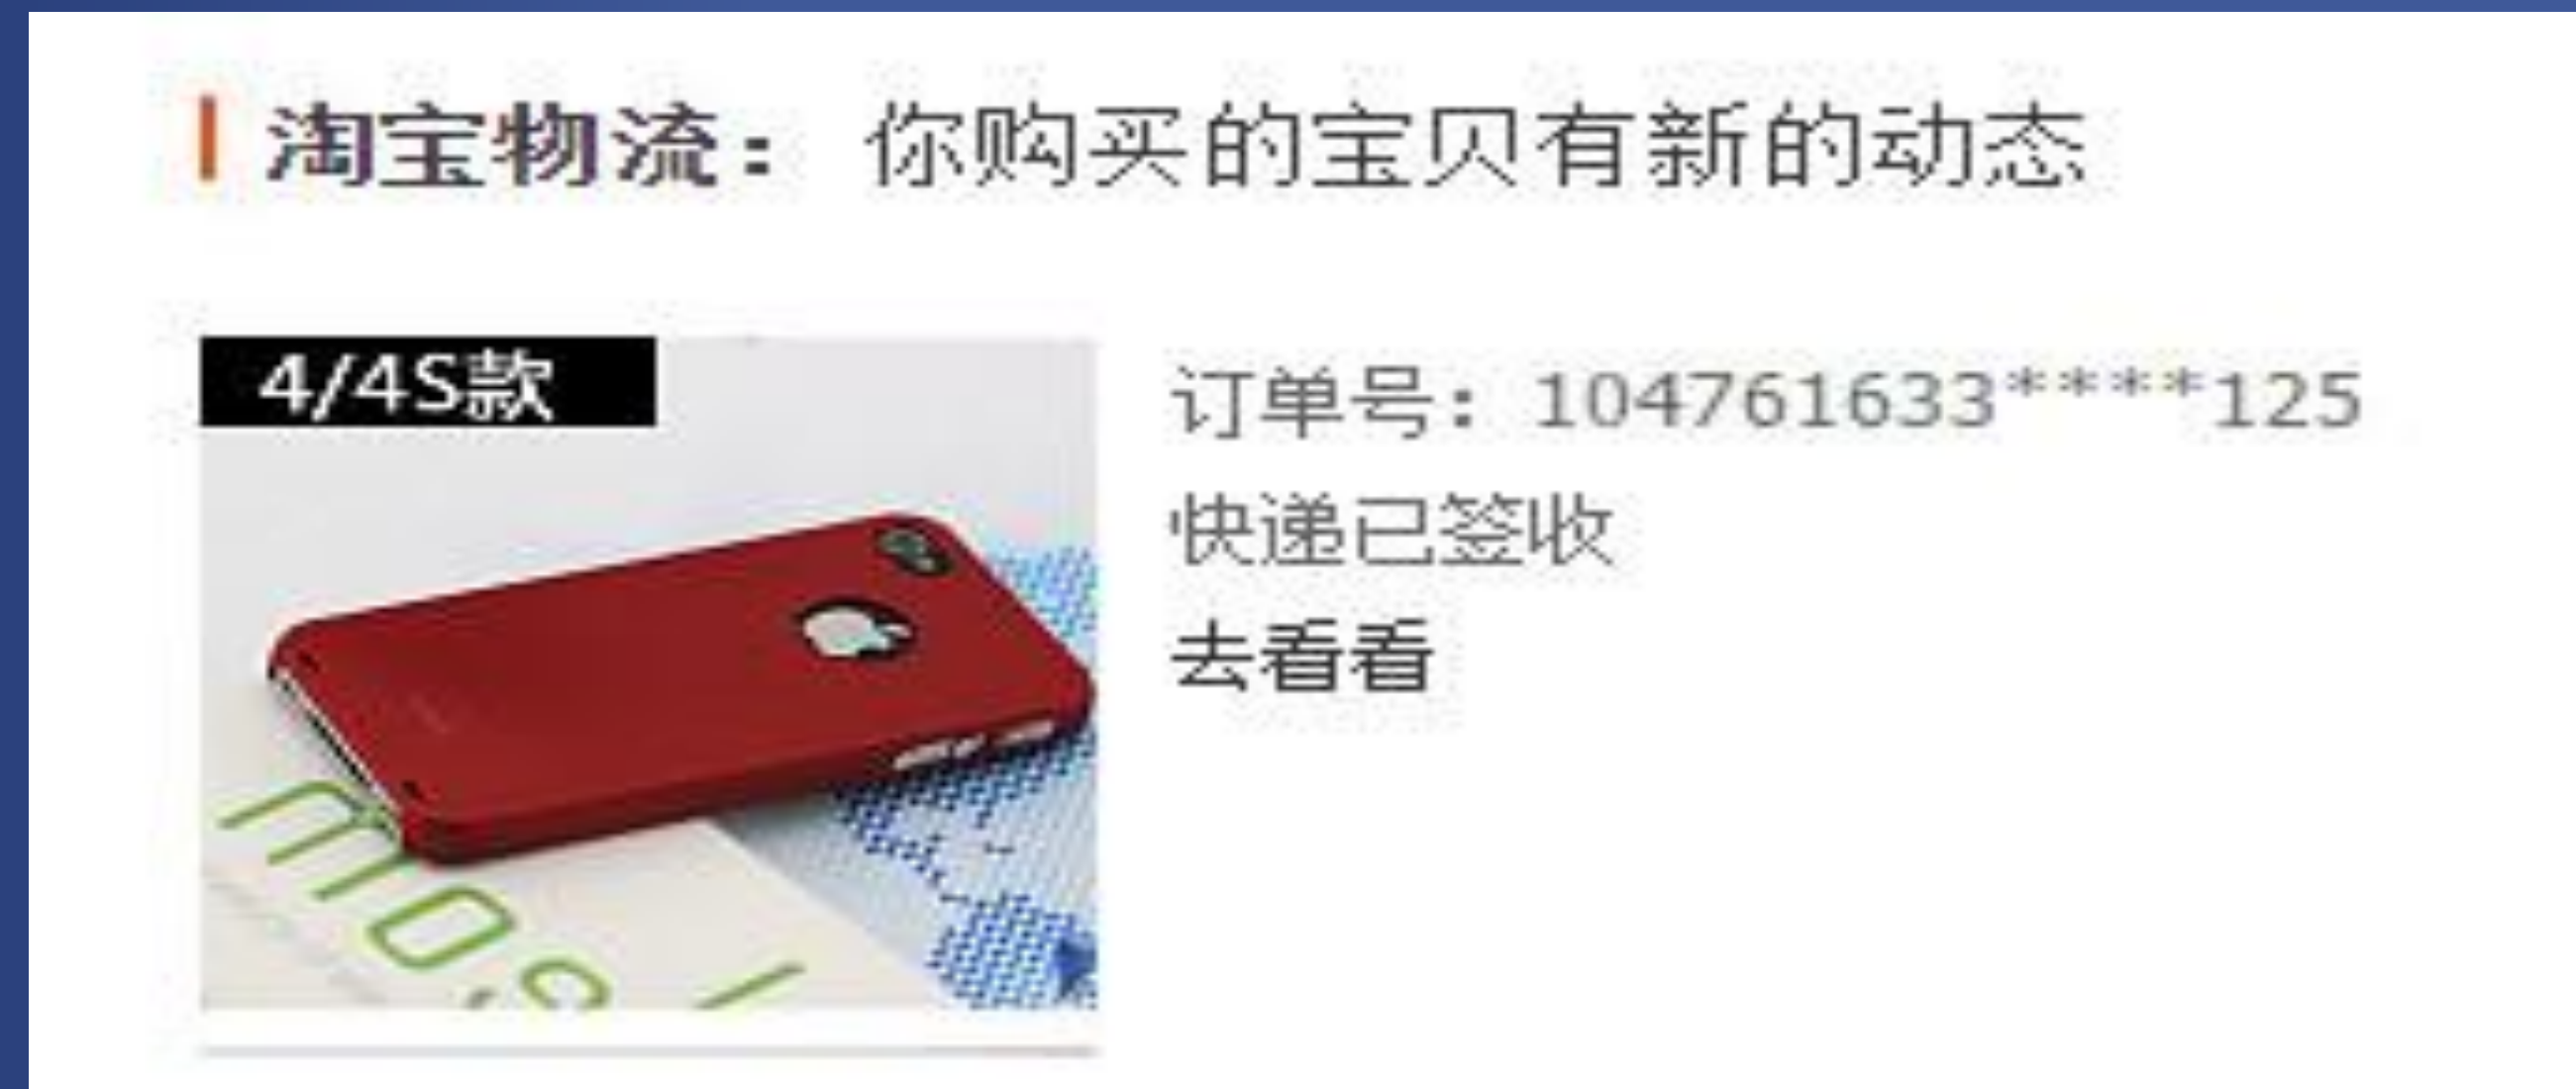 淘宝物流： 你购买的宝贝有新的动态
4/4S款
订单号：104761633****125
快递已签收
去看看